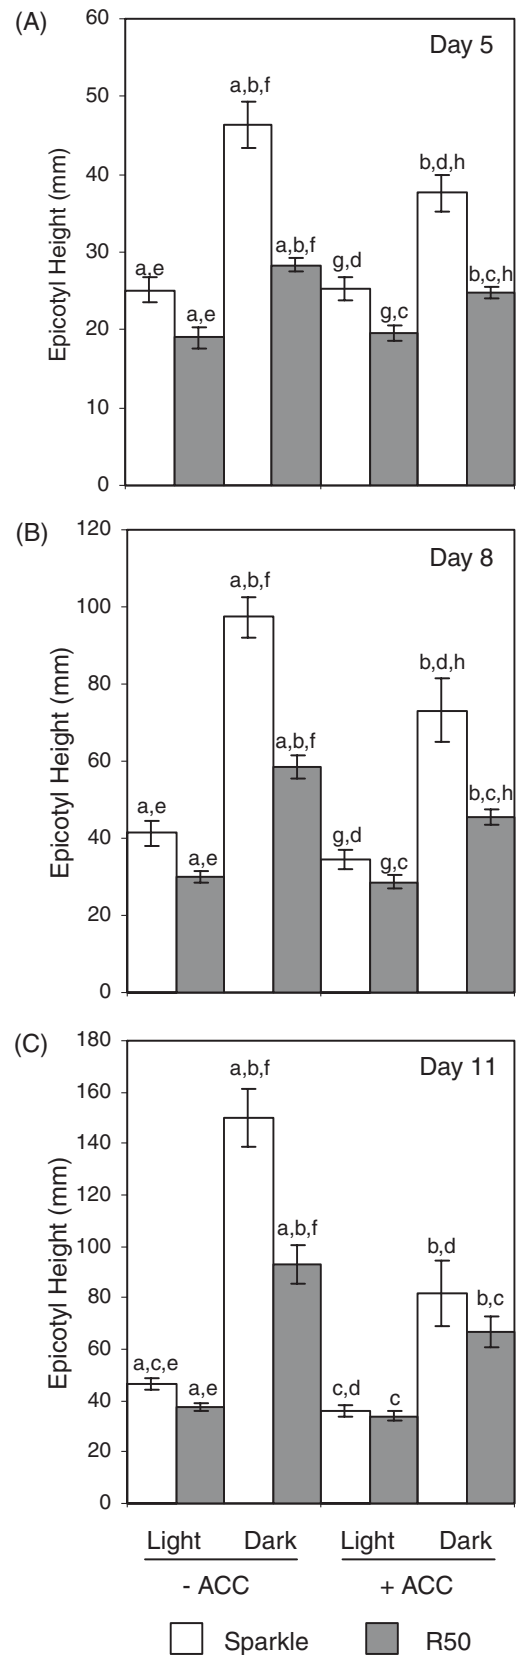 (A)
Day 5
Epicotyl Height (mm)
60
50
40
30
20
10
0
a,e
a,e
a,b,f
a,b,f
g,d
g,c
b,d,h
b,c,h
(B)
Day 8
Epicotyl Height (mm)
120
100
80
60
40
20
0
a,e
a,e
a,b,f
a,b,f
g,d
g,c
b,d,h
b,c,h
(C)
Day 11
Epicotyl Height (mm)
180
160
140
120
100
80
60
40
20
0
a,c,e
a,e
a,b,f
a,b,f
c,d
c
b,d
b,c
Light Dark Light Dark
- ACC + ACC
Sparkle R50